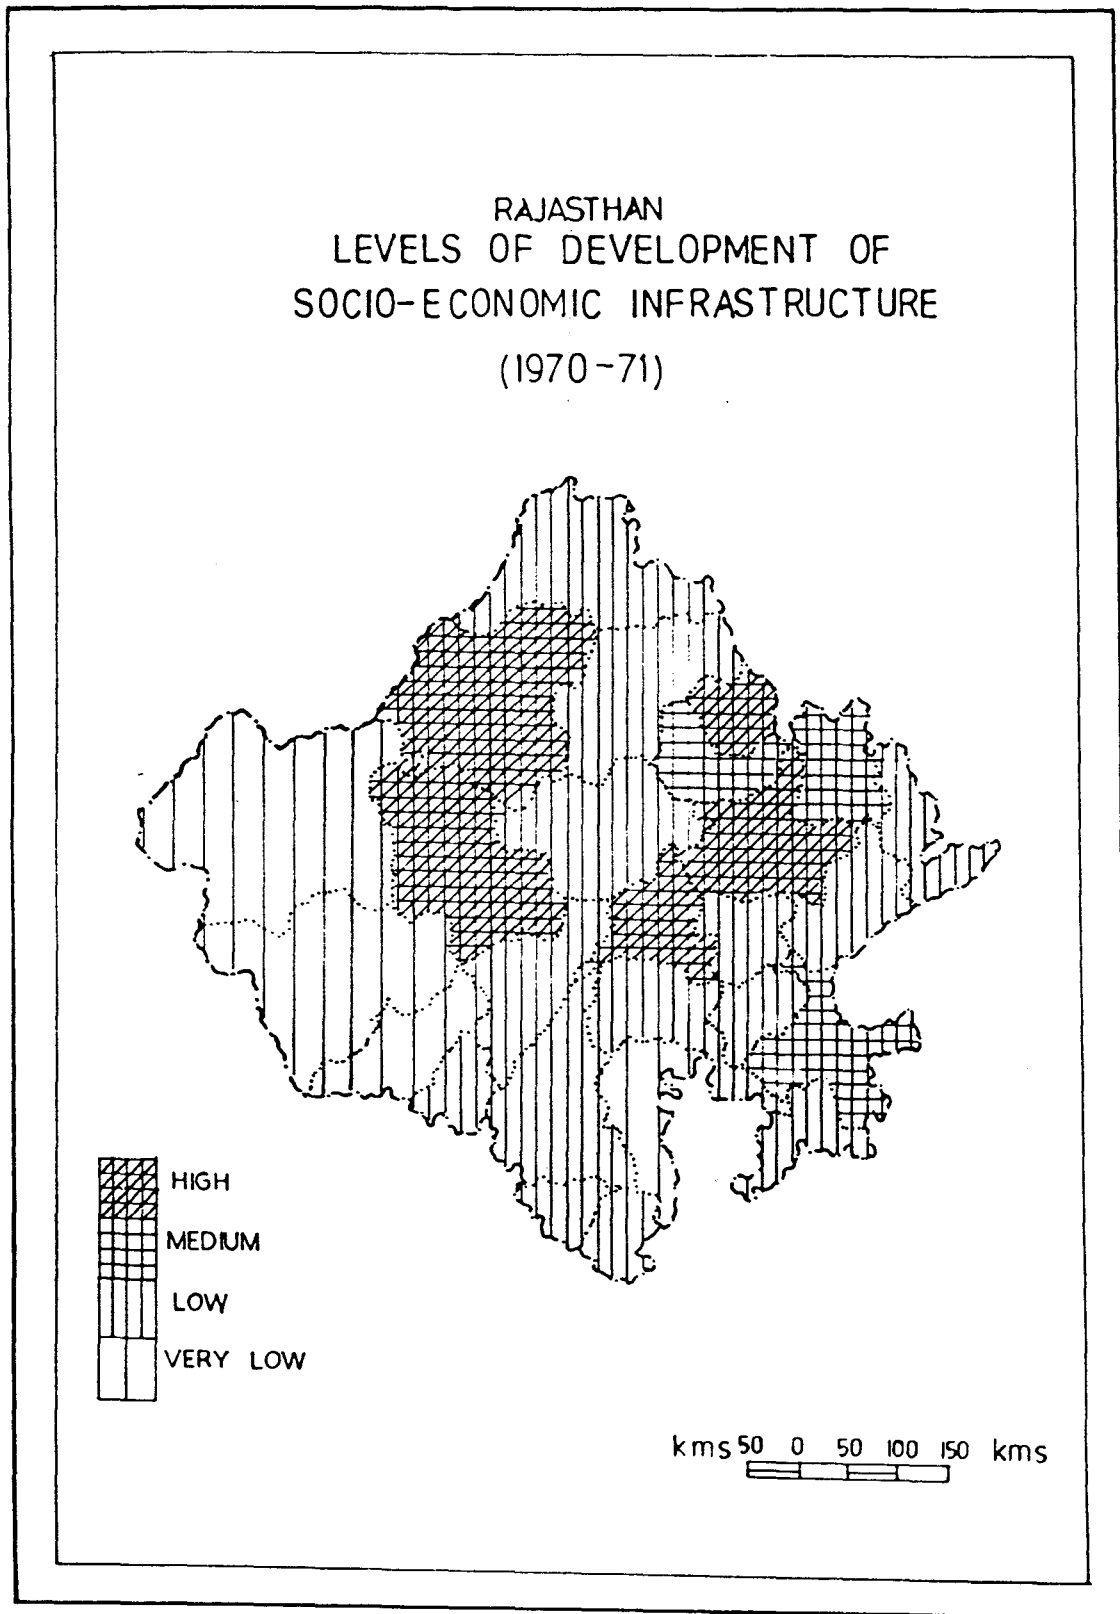 RAJASTHAN
LEVELS OF DEVELOPMENT OF
SOCIO-ECONOMIC INFRASTRUCTURE
(1970-71)
HIGH
MEDIUM
LOW
VERY LOW
kms 50 0 50 100 150 kms